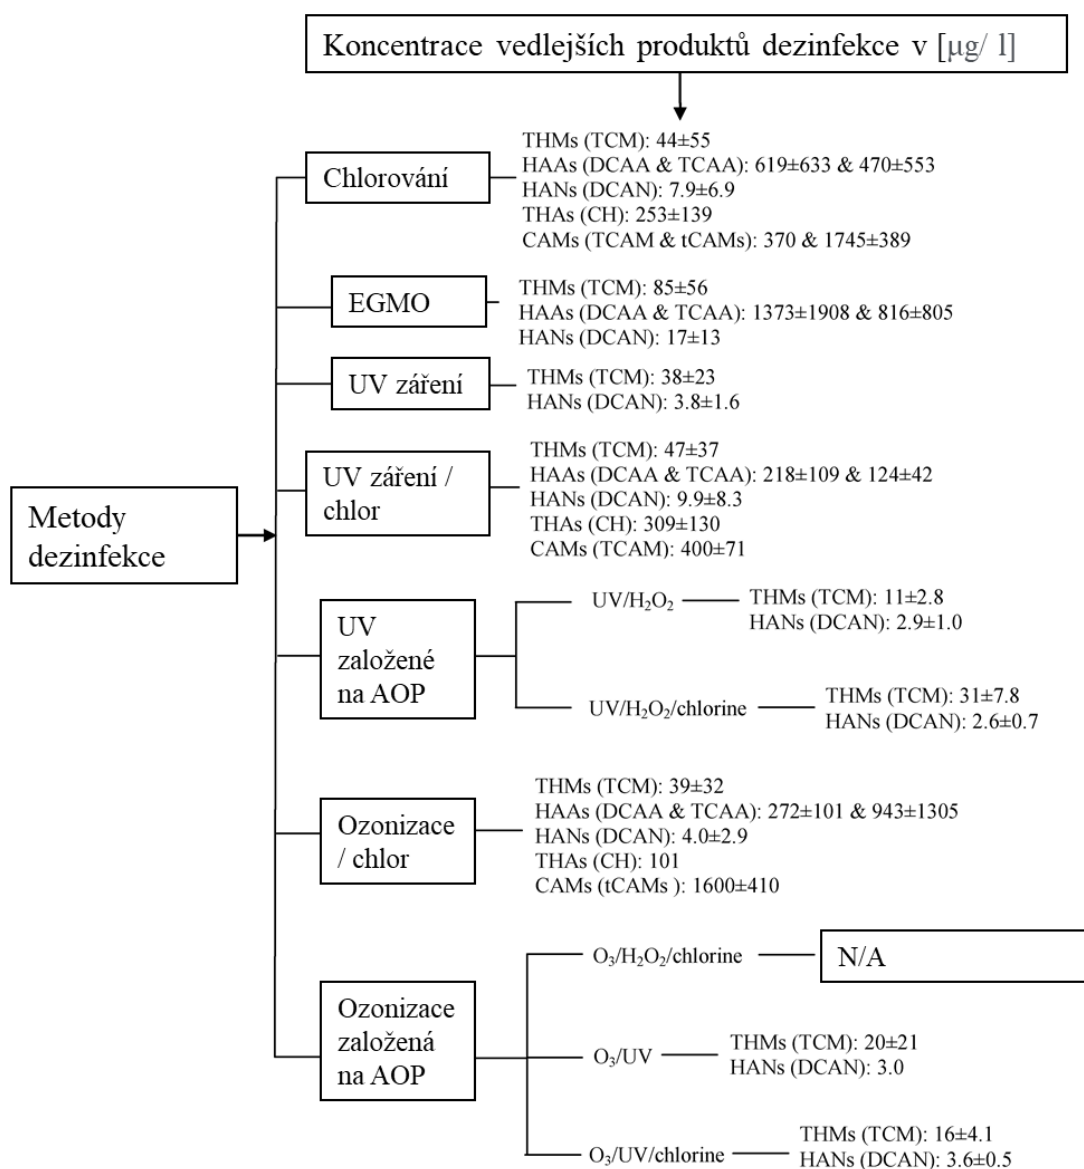 Koncentrace vedlejších produktů dezinfekce v [μg/ l]
Chlorování
THMs (TCM): 44±55
HAAs (DCAA & TCAA): 619±633 & 470±553
HANs (DCAN): 7.9±6.9
THAs (CH): 253±139
CAMs (TCAM & tCAMs): 370 & 1745±389
EGMO
THMs (TCM): 85±56
HAAs (DCAA & TCAA): 1373±1908 & 816±805
HANs (DCAN): 17±13
UV záření
THMs (TCM): 38±23
HANs (DCAN): 3.8±1.6
UV záření /
chlor
THMs (TCM): 47±37
HAAs (DCAA & TCAA): 218±109 & 124±42
HANs (DCAN): 9.9±8.3
THAs (CH): 309±130
CAMs (TCAM): 400±71
Metody
dezinfekce
UV
založené
na AOP
UV/H₂O₂
THMs (TCM): 11±2.8
HANs (DCAN): 2.9±1.0
UV/H₂O₂/chlorine
THMs (TCM): 31±7.8
HANs (DCAN): 2.6±0.7
Ozonizace
/ chlor
THMs (TCM): 39±32
HAAs (DCAA & TCAA): 272±101 & 943±1305
HANs (DCAN): 4.0±2.9
THAs (CH): 101
CAMs (tCAMs ): 1600±410
Ozonizace
založená
na AOP
O₃/H₂O₂/chlorine
N/A
O₃/UV
THMs (TCM): 20±21
HANs (DCAN): 3.0
O₃/UV/chlorine
THMs (TCM): 16±4.1
HANs (DCAN): 3.6±0.5